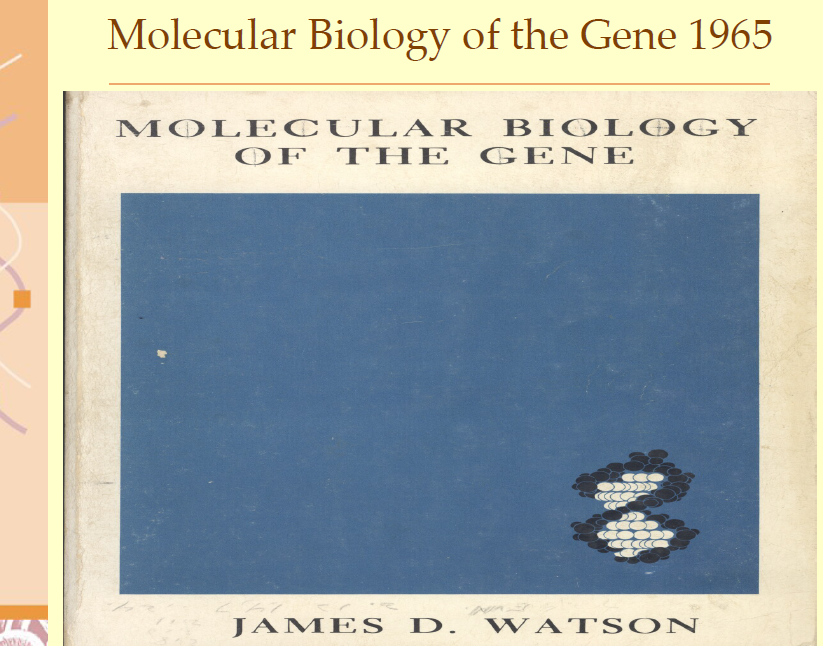 Molecular Biology of the Gene 1965
MOLECULAR BIOLOGY
OF THE GENE
JAMES D. WATSON